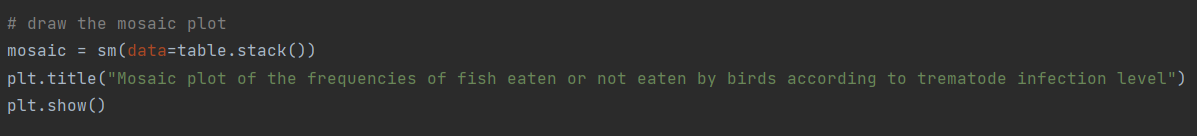 # draw the mosaic plot
mosaic = sm(data=table.stack())
plt.title("Mosaic plot of the frequencies of fish eaten or not eaten by birds according to trematode infection level")
plt.show()